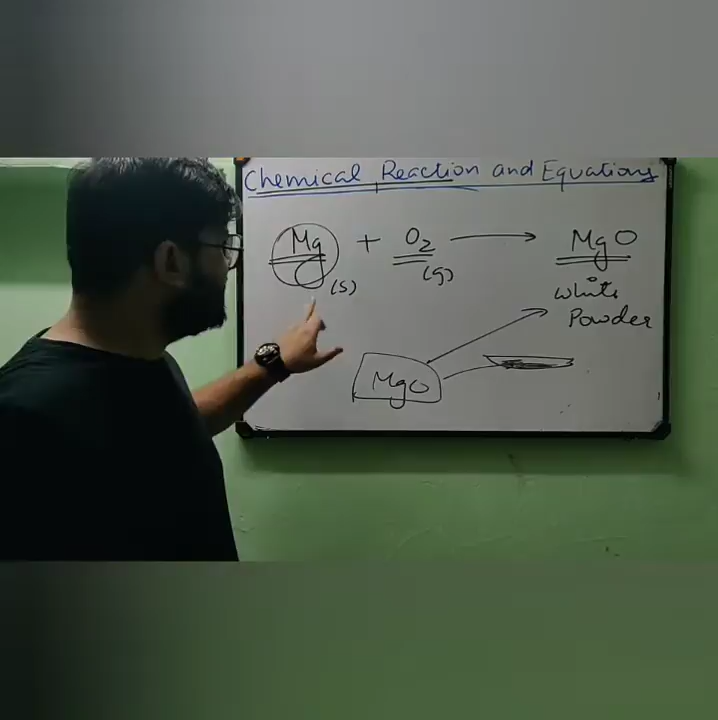 Chemical Reaction and Equations
Mg (s) + O2 (g) → MgO
white
Powder
MgO